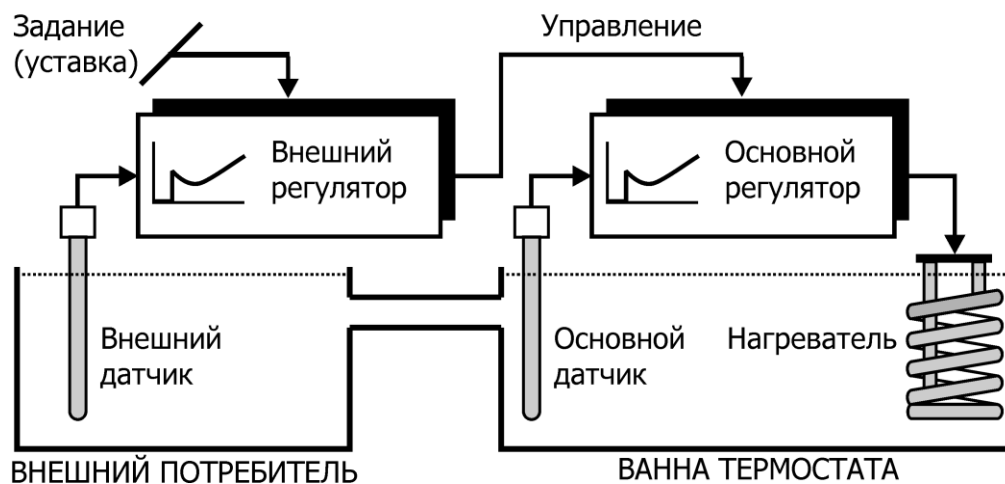 Задание
(уставка)
Управление
Внешний
регулятор
Основной
регулятор
Внешний
датчик
Основной
датчик
Нагреватель
ВНЕШНИЙ ПОТРЕБИТЕЛЬ
ВАННА ТЕРМОСТАТА